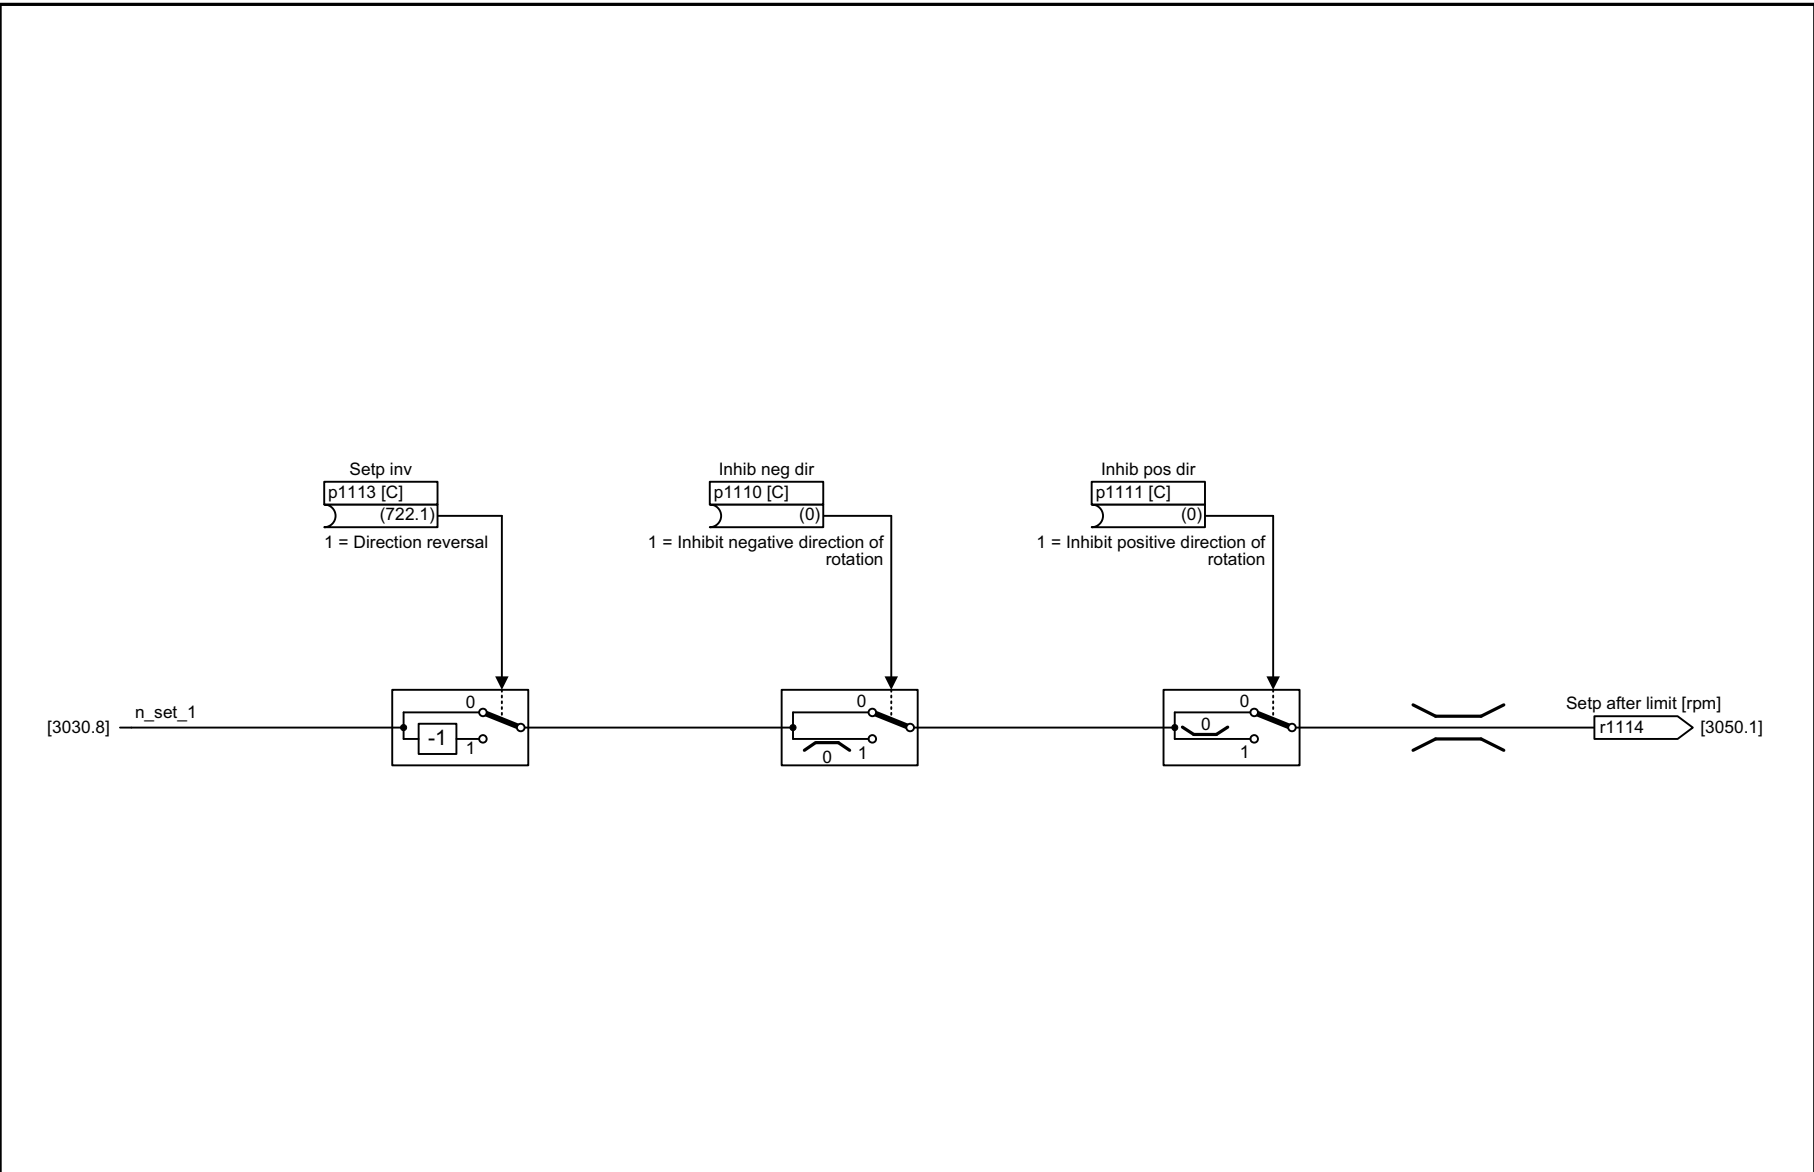 Setp inv
p1113 [C]
(722.1)
1 = Direction reversal
Inhib neg dir
p1110 [C]
(0)
1 = Inhibit negative direction of
rotation
Inhib pos dir
p1111 [C]
(0)
1 = Inhibit positive direction of
rotation
[3030.8]
n_set_1
0
-1
1
0
0
1
0
0
1
Setp after limit [rpm]
r1114
[3050.1]